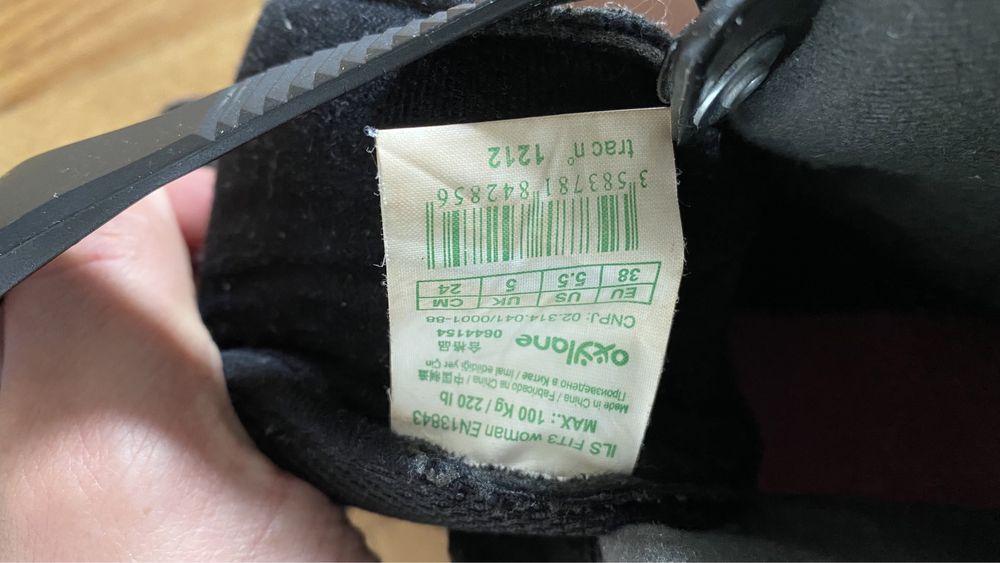 ILS FIT3 woman EN13843
MAX.: 100 Kg / 220 lb
Made in China / Fabricado na China / 中国制造
Произведено в Китае / Imal edildiği yer Çin
oxylane 0644154 合格品
CNPJ: 02.314.041/0001-88
EU US UK CM
38 5.5 5 24
3 583781 842856
trac n° 1212